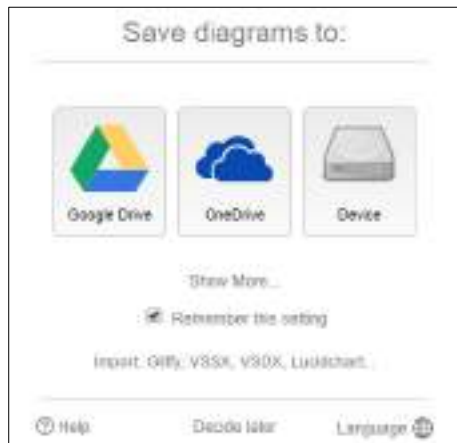 Save diagrams to:
Google Drive OneDrive Device
Show More...
Remember this setting
Import: Gliffy, VSSX, VSDX, Lucidchart...
Help Decide later Language